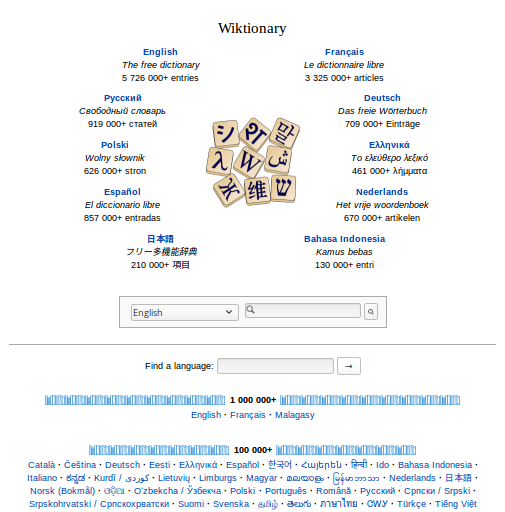 Wiktionary
English
The free dictionary
5 726 000+ entries
Français
Le dictionnaire libre
3 325 000+ articles
Русский
Свободный словарь
919 000+ статей
Deutsch
Das freie Wörterbuch
709 000+ Einträge
Polski
Wolny słownik
626 000+ stron
Ελληνικά
Το ελεύθερο λεξικό
461 000+ λήμματα
Español
El diccionario libre
857 000+ entradas
Nederlands
Het vrije woordenboek
670 000+ artikelen
日本語
フリー多機能辞典
210 000+ 項目
Bahasa Indonesia
Kamus bebas
130 000+ entri
シ 말
λ W
维 ש
English
Find a language: →
1 000 000+
English · Français · Malagasy
100 000+
Català · Čeština · Deutsch · Eesti · Ελληνικά · Español · 한국어 · Հայերեն · हिन्दी · Ido · Bahasa Indonesia ·
Italiano · ಕನ್ನಡ · Kurdî / كوردی · Lietuvių · Limburgs · Magyar · മലയാളം · မြန်မာဘာသာ · Nederlands · 日本語 ·
Norsk (Bokmål) · ଓଡ଼ିଆ · Oʻzbekcha / Ўзбекча · Polski · Português · Română · Русский · Српски / Srpski ·
Srpskohrvatski / Српскохрватски · Suomi · Svenska · தமிழ் · తెలుగు · ภาษาไทย · ᏣᎳᎩ · Türkçe · Tiếng Việt